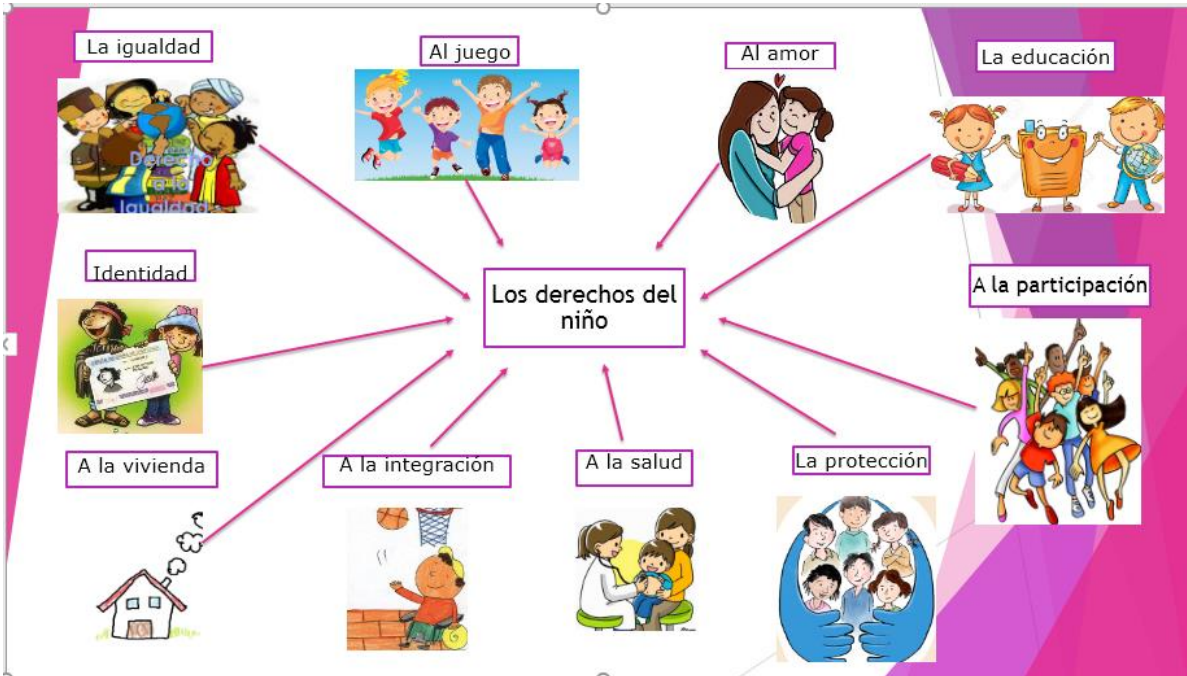 La igualdad
Al juego
Al amor
La educación
Derecho
a la
Igualdad
Identidad
Los derechos del
niño
A la participación
A la vivienda
A la integración
A la salud
La protección